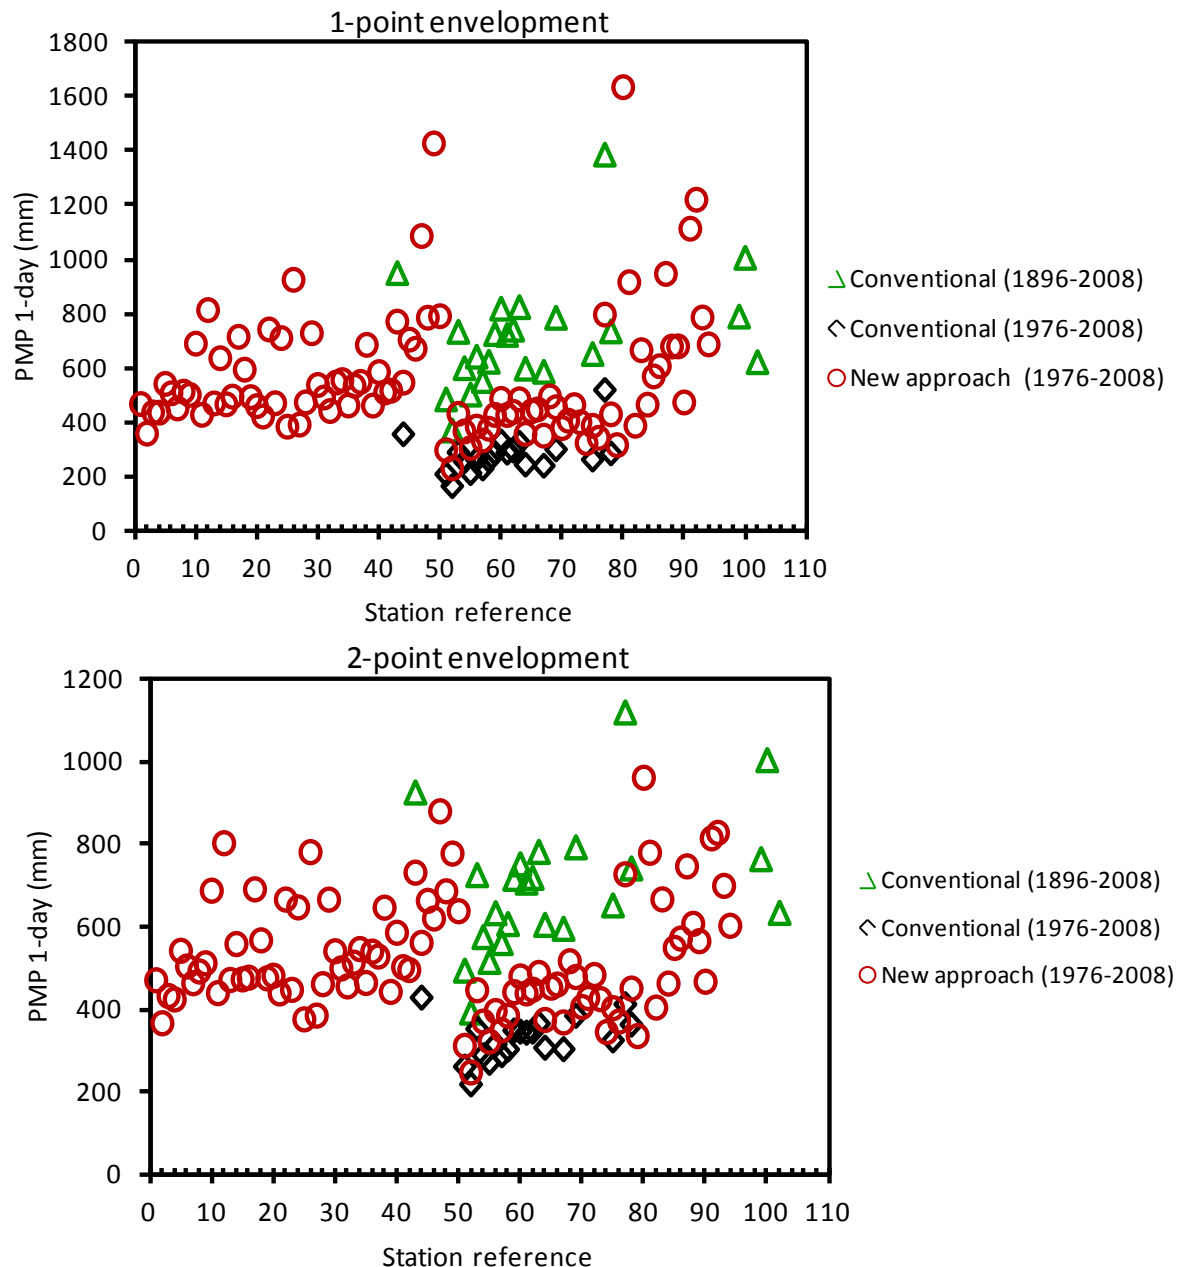 1-point envelopment
1800
1600
1400
1200
1000
800
600
400
200
0
PMP 1-day (mm)
0 10 20 30 40 50 60 70 80 90 100 110
Station reference
Conventional (1896-2008)
Conventional (1976-2008)
New approach (1976-2008)
2-point envelopment
1200
1000
800
600
400
200
0
PMP 1-day (mm)
0 10 20 30 40 50 60 70 80 90 100 110
Station reference
Conventional (1896-2008)
Conventional (1976-2008)
New approach (1976-2008)